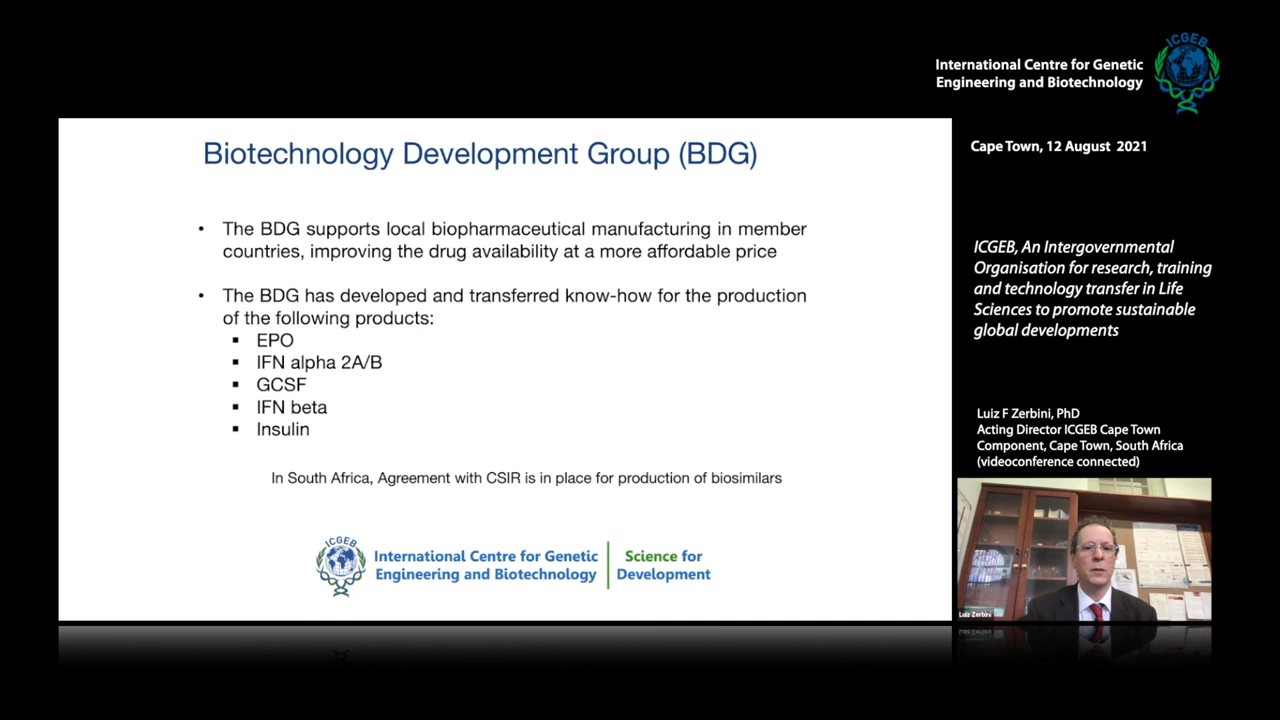 ICGEB
International Centre for Genetic
Engineering and Biotechnology
Cape Town, 12 August 2021
Biotechnology Development Group (BDG)
• The BDG supports local biopharmaceutical manufacturing in member
countries, improving the drug availability at a more affordable price
• The BDG has developed and transferred know-how for the production
of the following products:
▪ EPO
▪ IFN alpha 2A/B
▪ GCSF
▪ IFN beta
▪ Insulin
In South Africa, Agreement with CSIR is in place for production of biosimilars
ICGEB
International Centre for Genetic
Engineering and Biotechnology
Science for
Development
ICGEB, An Intergovernmental
Organisation for research, training
and technology transfer in Life
Sciences to promote sustainable
global developments
Luiz F Zerbini, PhD
Acting Director ICGEB Cape Town
Component, Cape Town, South Africa
(videoconference connected)
Luiz Zerbini